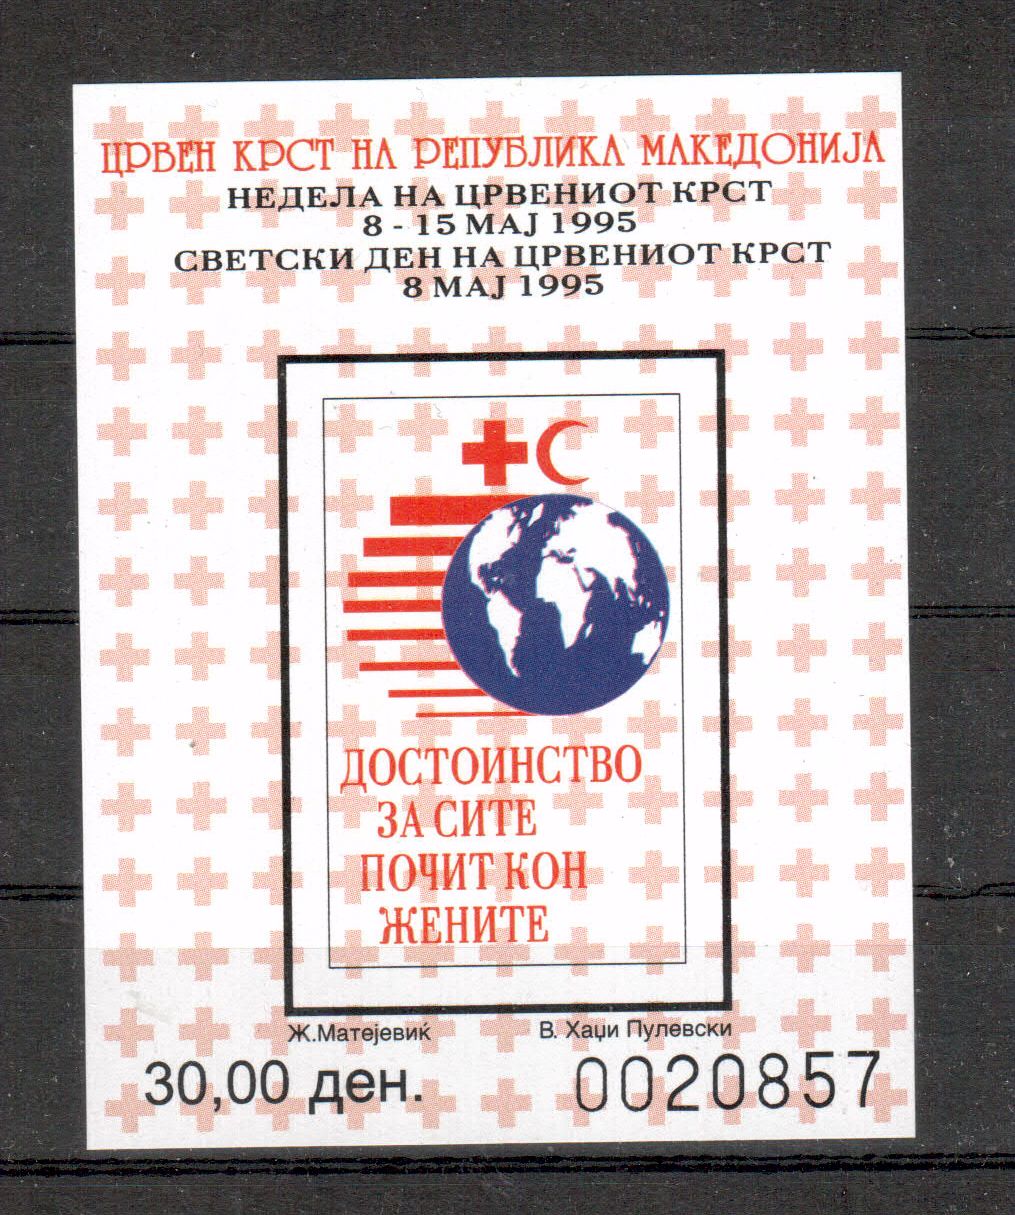 ЦРВЕН КРСТ НА РЕПУБЛИКА МАКЕДОНИЈА
НЕДЕЛА НА ЦРВЕНИОТ КРСТ
8 - 15 МАЈ 1995
СВЕТСКИ ДЕН НА ЦРВЕНИОТ КРСТ
8 МАЈ 1995
ДОСТОИНСТВО
ЗА СИТЕ
ПОЧИТ КОН
ЖЕНИТЕ
Ж.Матејевиќ В. Хаџи Пулевски
30,00 ден. 0020857